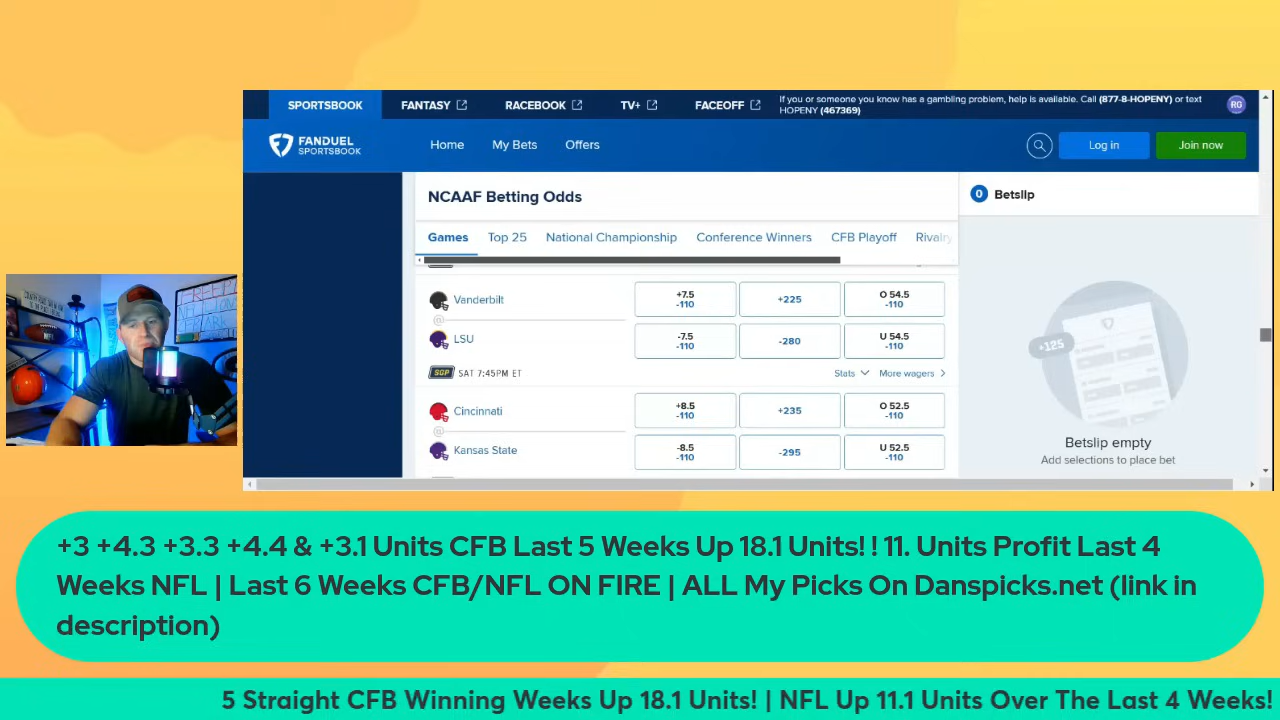 SPORTSBOOK FANTASY RACEBOOK TV+ FACEOFF
If you or someone you know has a gambling problem, help is available. Call (877-8-HOPENY) or text
HOPENY (467369)
RG
FANDUEL
SPORTSBOOK
Home My Bets Offers
Log in Join now
NCAAF Betting Odds
0 Betslip
Games Top 25 National Championship Conference Winners CFB Playoff Rivalry
Vanderbilt
+7.5
-110
+225
O 54.5
-110
@
LSU
-7.5
-110
-280
U 54.5
-110
SGP SAT 7:45PM ET Stats More wagers
Cincinnati
+8.5
-110
+235
O 52.5
-110
@
Kansas State
-8.5
-110
-295
U 52.5
-110
+125
Betslip empty
Add selections to place bet
+3 +4.3 +3.3 +4.4 & +3.1 Units CFB Last 5 Weeks Up 18.1 Units! ! 11. Units Profit Last 4
Weeks NFL | Last 6 Weeks CFB/NFL ON FIRE | ALL My Picks On Danspicks.net (link in
description)
5 Straight CFB Winning Weeks Up 18.1 Units! | NFL Up 11.1 Units Over The Last 4 Weeks!